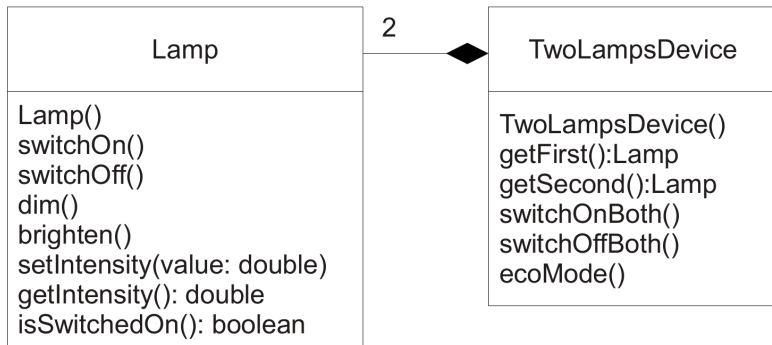 Lamp
Lamp()
switchOn()
switchOff()
dim()
brighten()
setIntensity(value: double)
getIntensity(): double
isSwitchedOn(): boolean
2
TwoLampsDevice
TwoLampsDevice()
getFirst():Lamp
getSecond():Lamp
switchOnBoth()
switchOffBoth()
ecoMode()